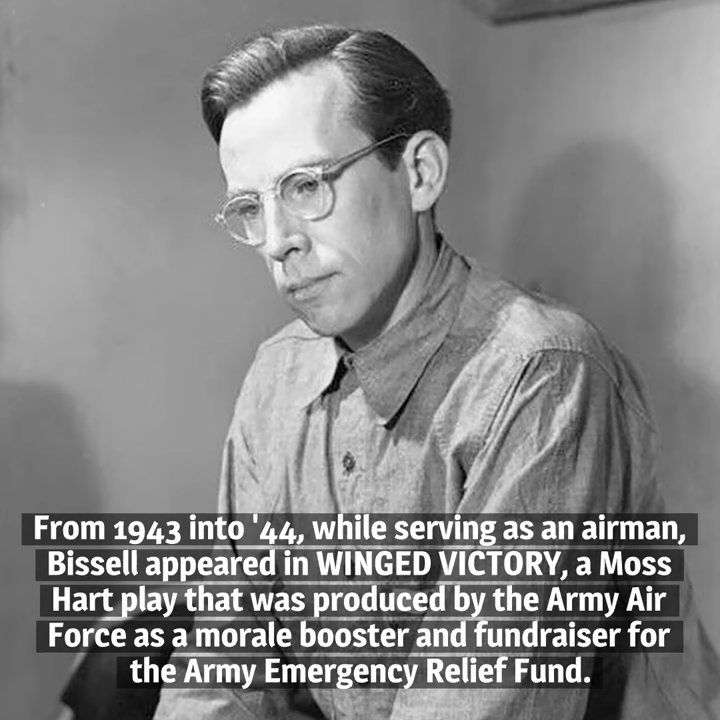 From 1943 into '44, while serving as an airman,
Bissell appeared in WINGED VICTORY, a Moss
Hart play that was produced by the Army Air
Force as a morale booster and fundraiser for
the Army Emergency Relief Fund.